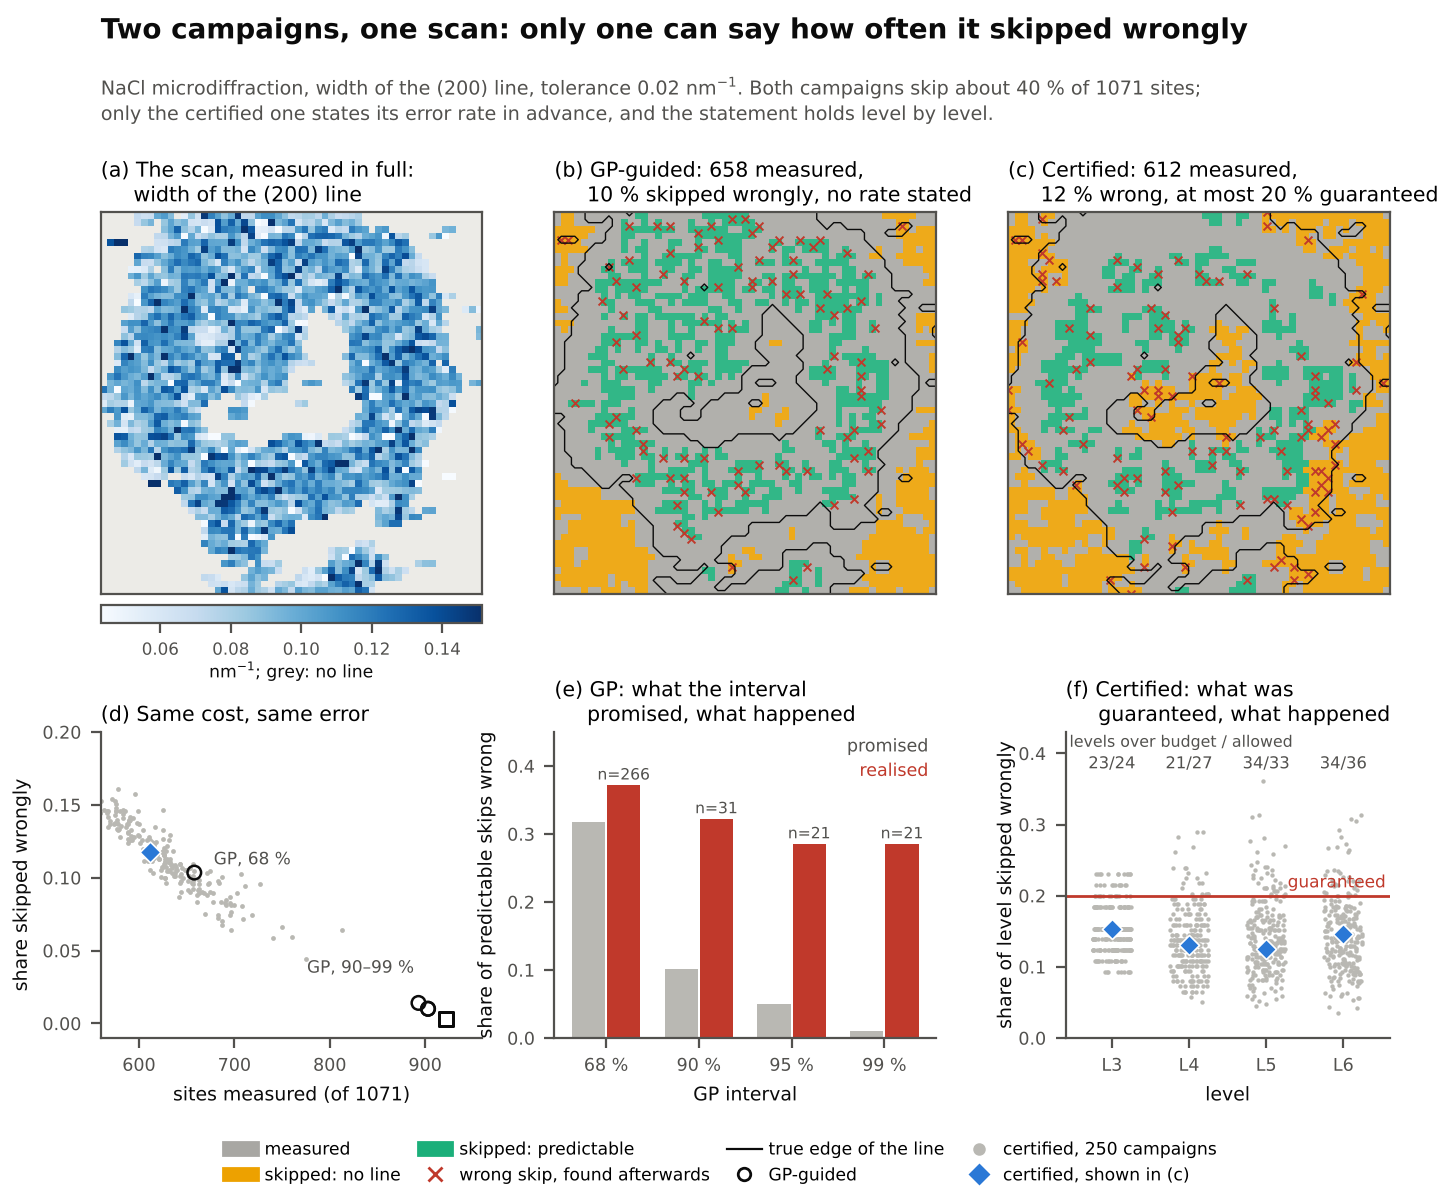 Two campaigns, one scan: only one can say how often it skipped wrongly
NaCl microdiffraction, width of the (200) line, tolerance 0.02 nm⁻¹. Both campaigns skip about 40 % of 1071 sites;
only the certified one states its error rate in advance, and the statement holds level by level.
(a) The scan, measured in full:
width of the (200) line
(b) GP-guided: 658 measured,
10 % skipped wrongly, no rate stated
(c) Certified: 612 measured,
12 % wrong, at most 20 % guaranteed
0.06 0.08 0.10 0.12 0.14
nm⁻¹; grey: no line
(d) Same cost, same error
0.20
0.15
0.10
0.05
0.00
share skipped wrongly
GP, 68 %
GP, 90–99 %
600 700 800 900
sites measured (of 1071)
(e) GP: what the interval
promised, what happened
share of predictable skips wrong
0.4
0.3
0.2
0.1
0.0
promised
realised
n=266
n=31
n=21
n=21
68 % 90 % 95 % 99 %
GP interval
(f) Certified: what was
guaranteed, what happened
share of level skipped wrongly
0.4
0.3
0.2
0.1
0.0
levels over budget / allowed
23/24 21/27 34/33 34/36
guaranteed
L3 L4 L5 L6
level
measured
skipped: predictable
true edge of the line
certified, 250 campaigns
skipped: no line
wrong skip, found afterwards
GP-guided
certified, shown in (c)